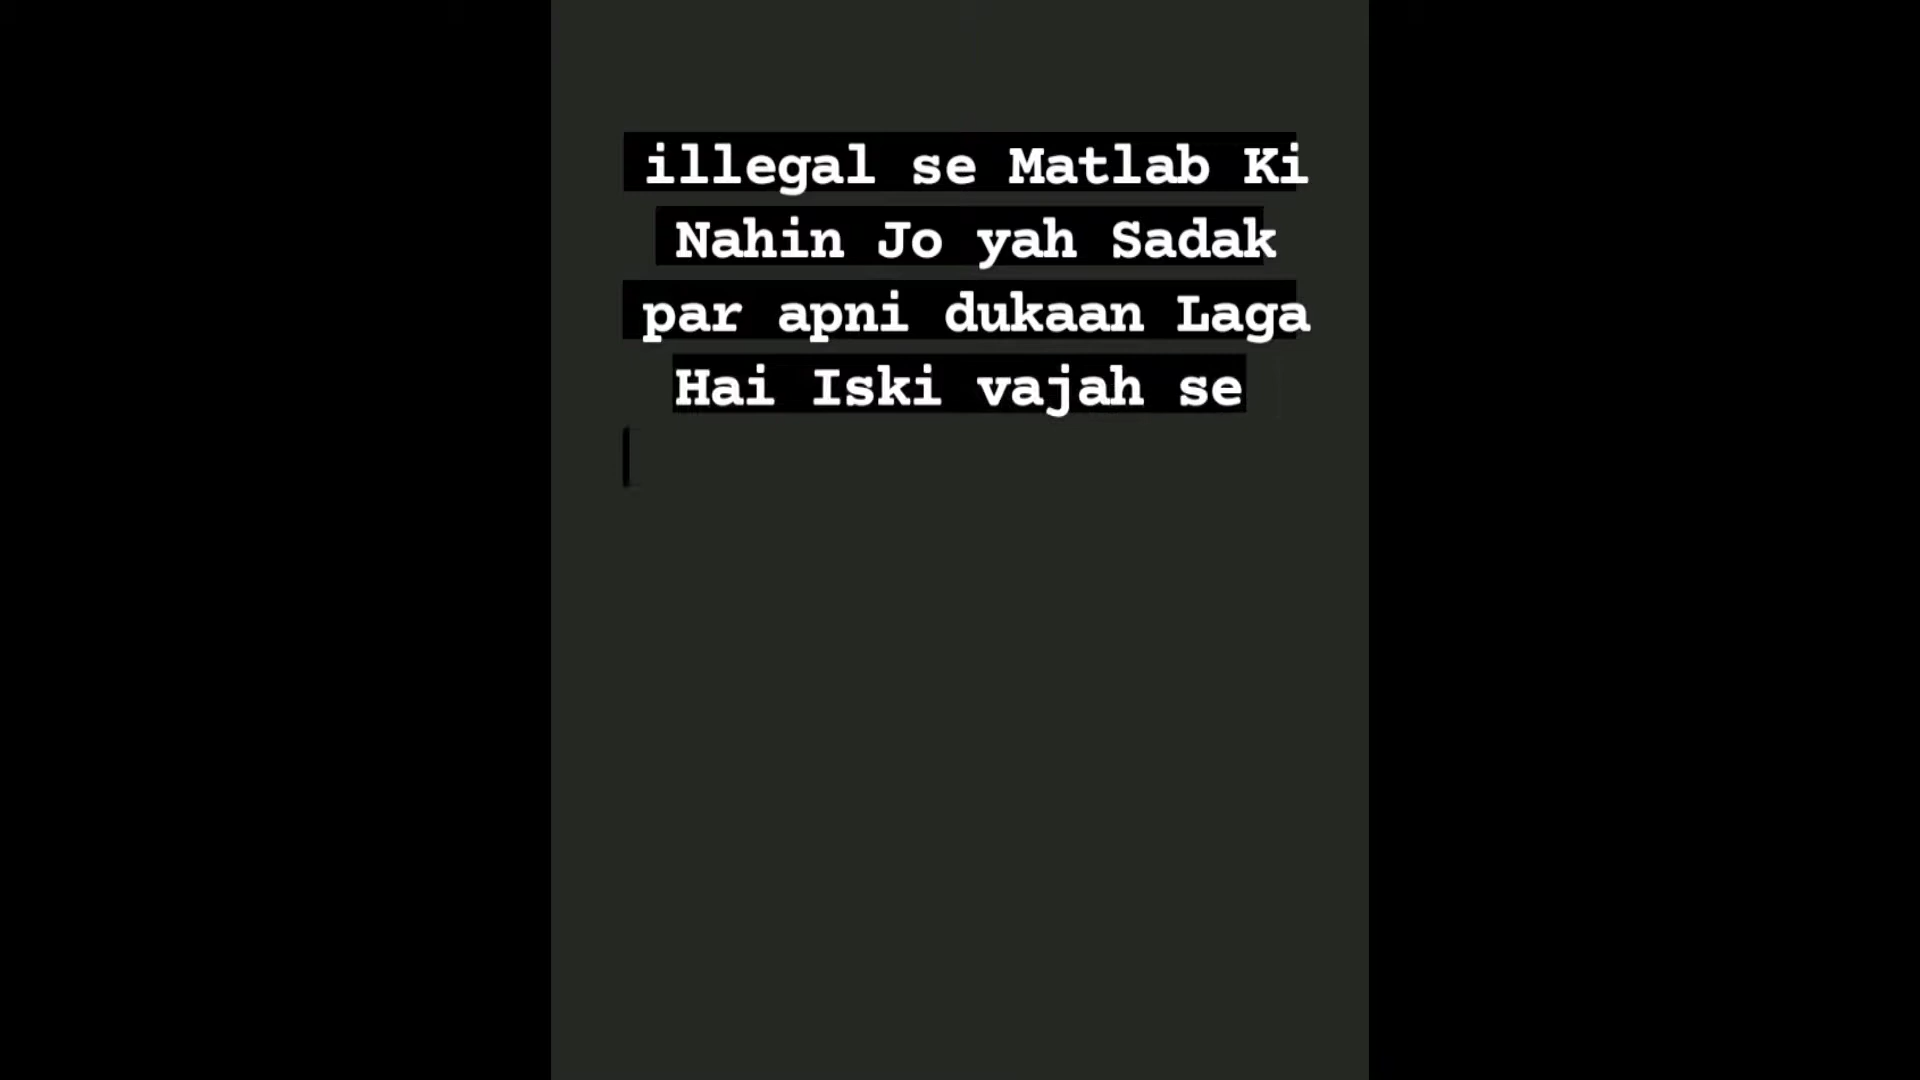 illegal se Matlab Ki
Nahin Jo yah Sadak
par apni dukaan Laga
Hai Iski vajah se